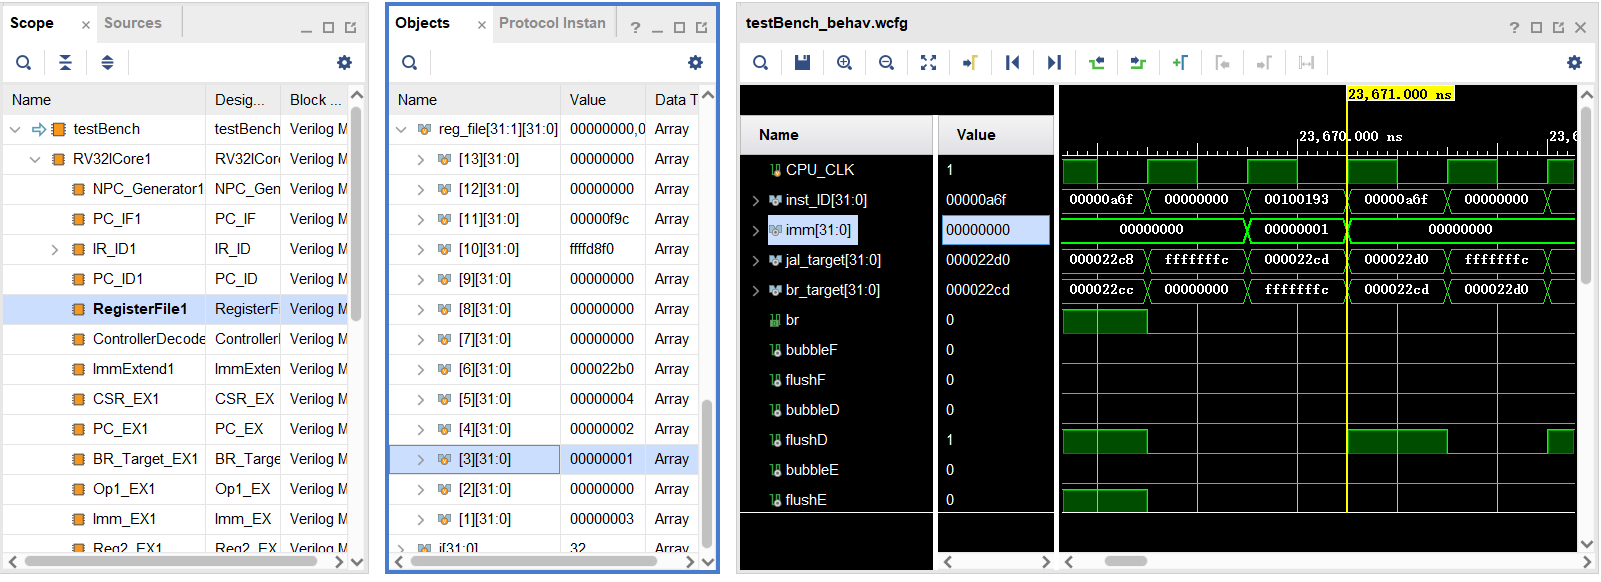 Scope × Sources
Name Desig... Block ...
testBench testBench Verilog M
RV32ICore1 RV32ICor Verilog M
NPC_Generator1 NPC_Gen Verilog M
PC_IF1 PC_IF Verilog M
IR_ID1 IR_ID Verilog M
PC_ID1 PC_ID Verilog M
RegisterFile1 RegisterFi Verilog M
ControllerDecode Controllerl Verilog M
ImmExtend1 ImmExten Verilog M
CSR_EX1 CSR_EX Verilog M
PC_EX1 PC_EX Verilog M
BR_Target_EX1 BR_Targe Verilog M
Op1_EX1 Op1_EX Verilog M
Imm_EX1 Imm_EX Verilog M
Reg2_EX1 Reg2_EX Verilog M
Objects × Protocol Instan ?
Name Value Data T
reg_file[31:1][31:0] 00000000,0 Array
[13][31:0] 00000000 Array
[12][31:0] 00000000 Array
[11][31:0] 00000f9c Array
[10][31:0] ffffd8f0 Array
[9][31:0] 00000000 Array
[8][31:0] 00000000 Array
[7][31:0] 00000000 Array
[6][31:0] 000022b0 Array
[5][31:0] 00000004 Array
[4][31:0] 00000002 Array
[3][31:0] 00000001 Array
[2][31:0] 00000000 Array
[1][31:0] 00000003 Array
i[31:0] 32 Array
testBench_behav.wcfg ?
23,671.000 ns
Name Value 23,670.000 ns 23,6
CPU_CLK 1
inst_ID[31:0] 00000a6f 00000a6f 00000000 00100193 00000a6f 00000000
imm[31:0] 00000000 00000000 00000001 00000000
jal_target[31:0] 000022d0 000022c8 fffffffc 000022cd 000022d0 fffffffc
br_target[31:0] 000022cd 000022cc 00000000 fffffffc 000022cd 000022d0
br 0
bubbleF 0
flushF 0
bubbleD 0
flushD 1
bubbleE 0
flushE 0